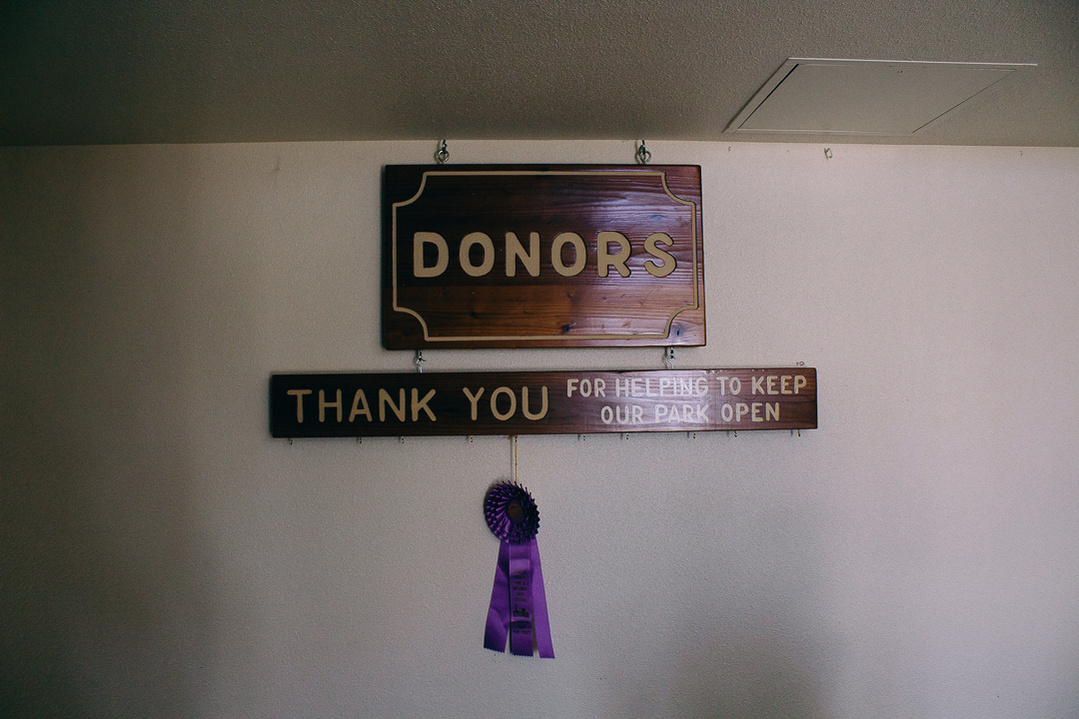 DONORS
THANK YOU FOR HELPING TO KEEP
OUR PARK OPEN